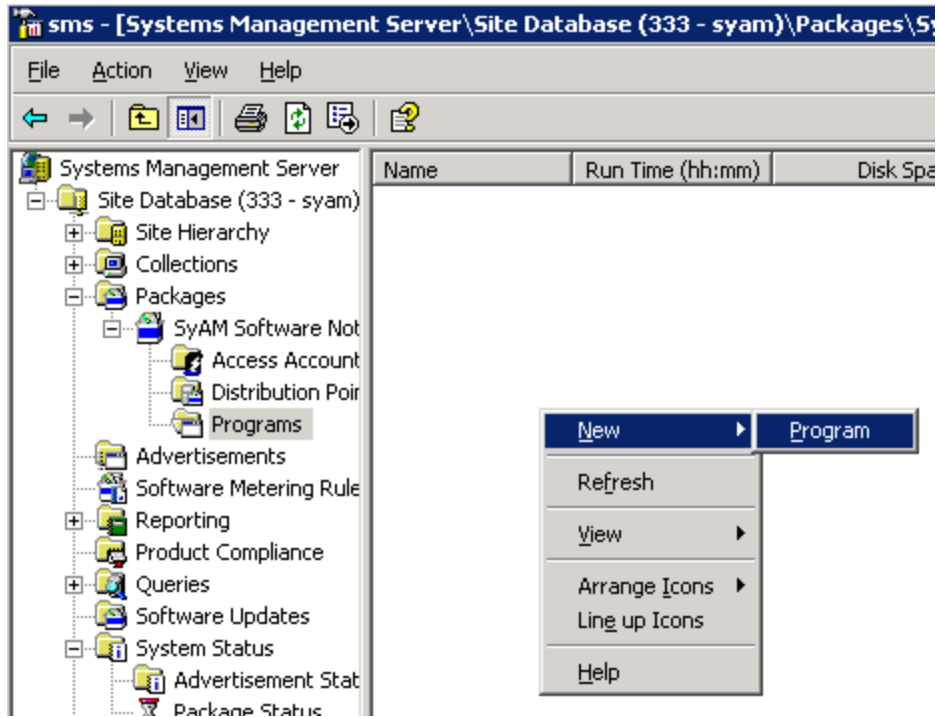 sms - [Systems Management Server\Site Database (333 - syam)\Packages\Sy
File Action View Help
Systems Management Server
Site Database (333 - syam)
Site Hierarchy
Collections
Packages
SyAM Software Not
Access Account
Distribution Poir
Programs
Advertisements
Software Metering Rule
Reporting
Product Compliance
Queries
Software Updates
System Status
Advertisement Stat
Package Status
Name Run Time (hh:mm) Disk Spa
New
Program
Refresh
View
Arrange Icons
Line up Icons
Help